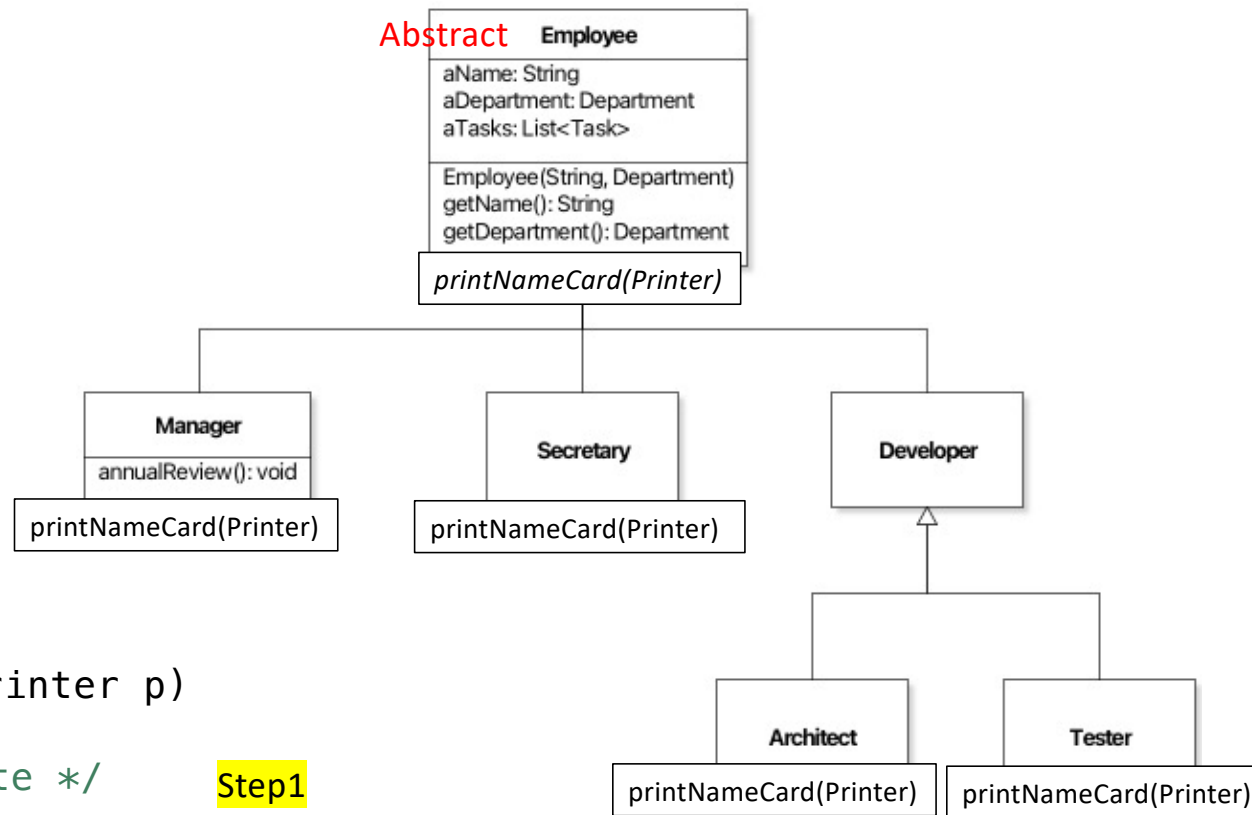 Abstract Employee
aName: String
aDepartment: Department
aTasks: List<Task>
Employee(String, Department)
getName(): String
getDepartment(): Department
printNameCard(Printer)
Manager
annualReview(): void
printNameCard(Printer)
Secretary
printNameCard(Printer)
Developer
rinter p)
te */
Step1
Architect
printNameCard(Printer)
Tester
printNameCard(Printer)